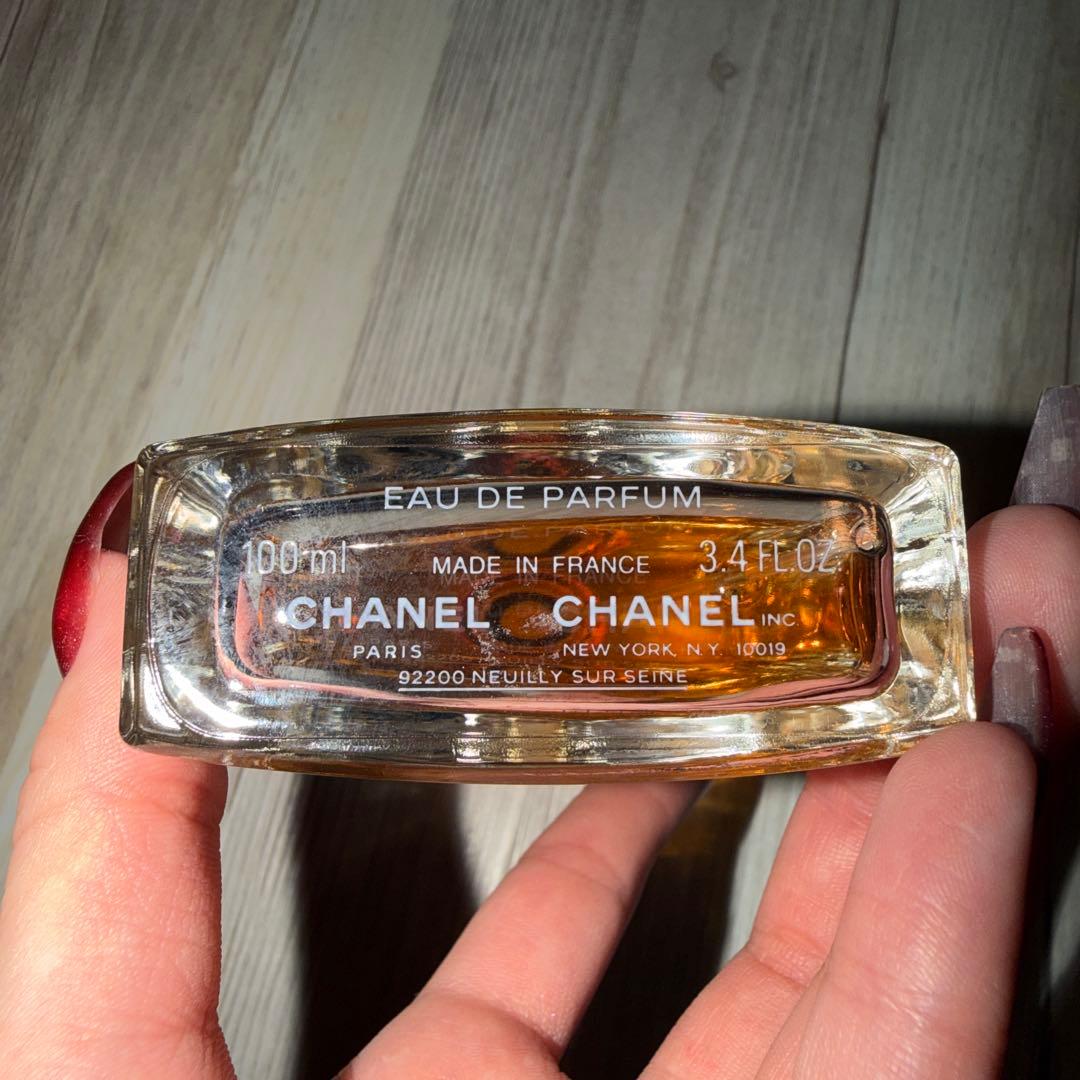 EAU DE PARFUM
100 ml MADE IN FRANCE 3.4 FL.OZ.
CHANEL CHANEL INC.
PARIS NEW YORK, N.Y. 10019
92200 NEUILLY SUR SEINE